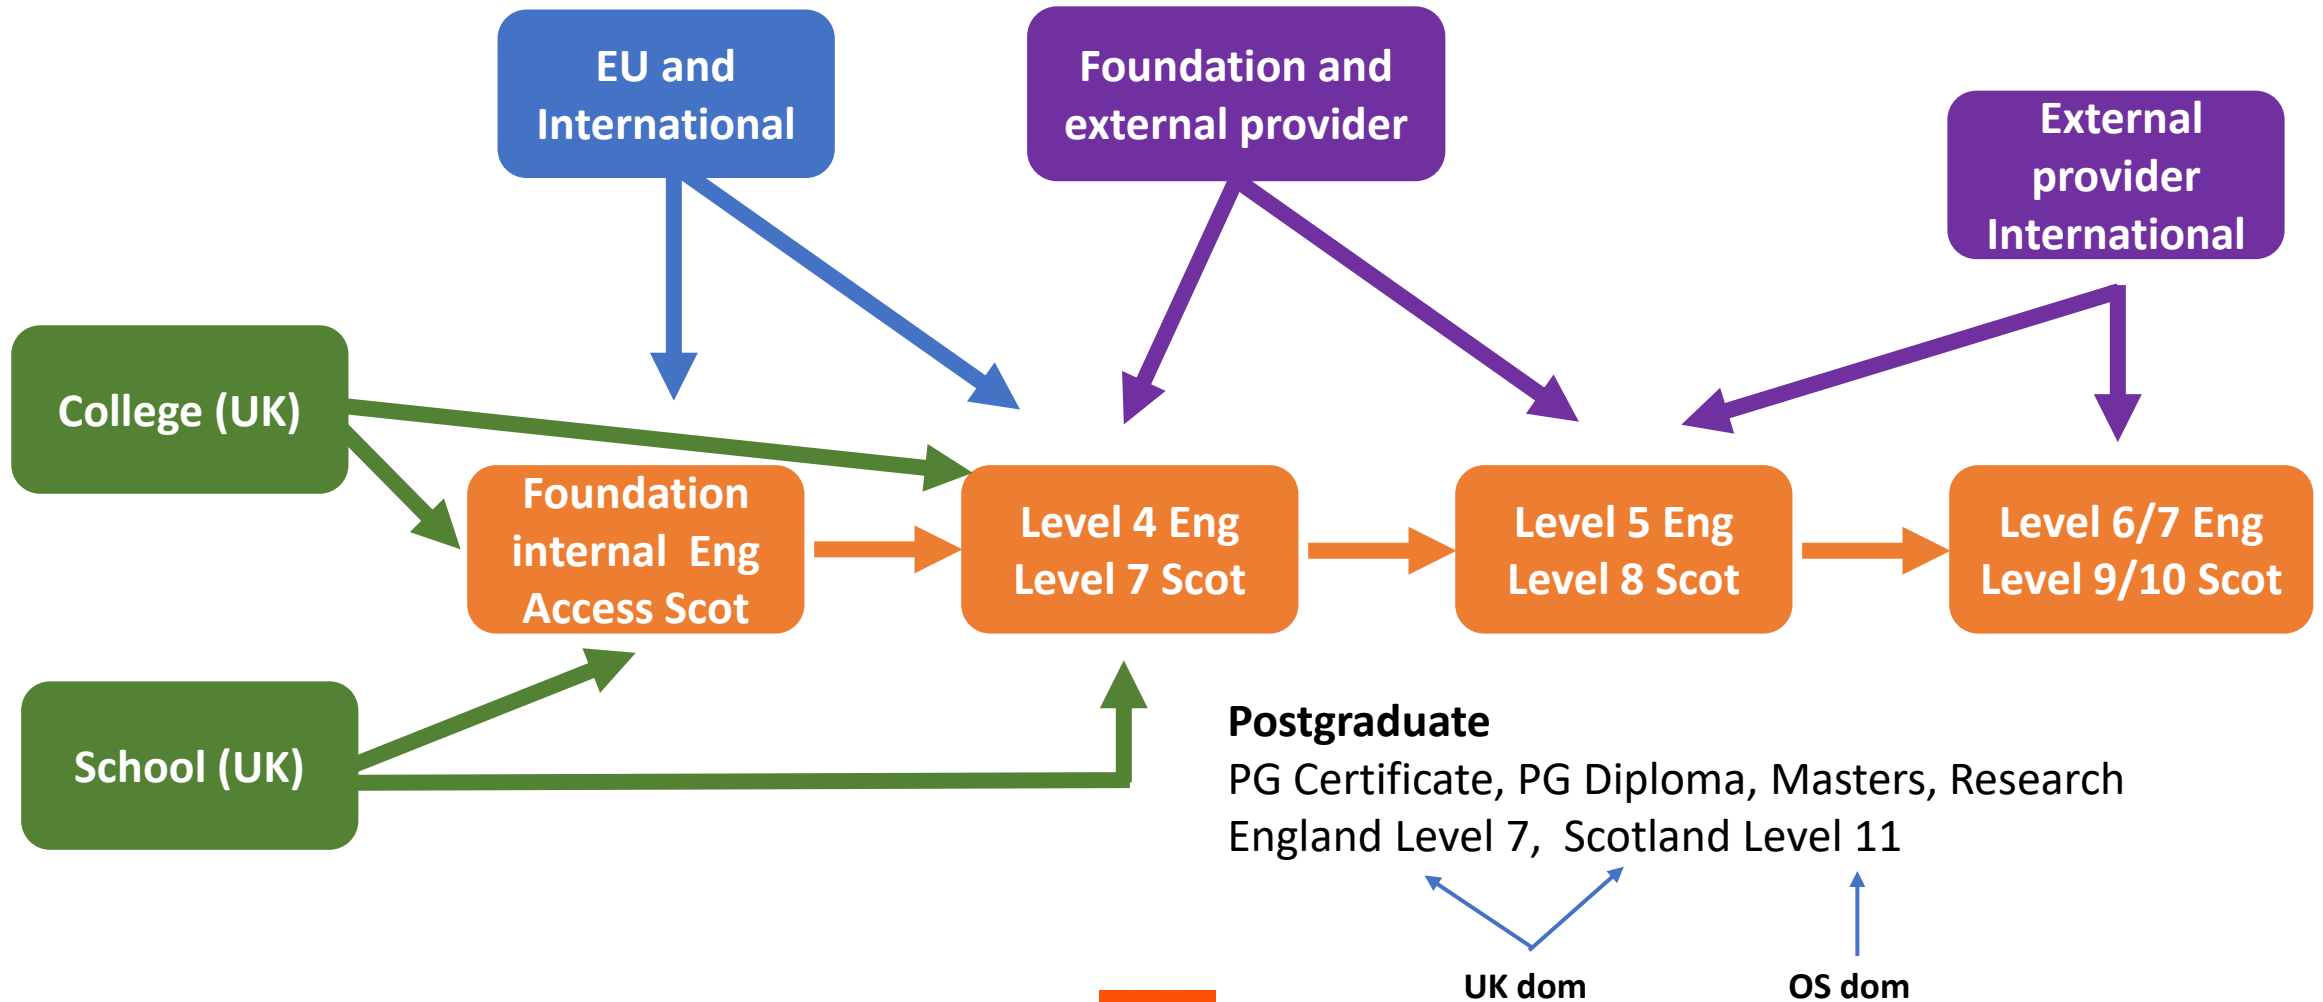 EU and
International
Foundation and
external provider
External
provider
International
College (UK)
Foundation
internal  Eng
Access Scot
Level 4 Eng
Level 7 Scot
Level 5 Eng
Level 8 Scot
Level 6/7 Eng
Level 9/10 Scot
School (UK)
Postgraduate
PG Certificate, PG Diploma, Masters, Research
England Level 7,  Scotland Level 11
UK dom
OS dom